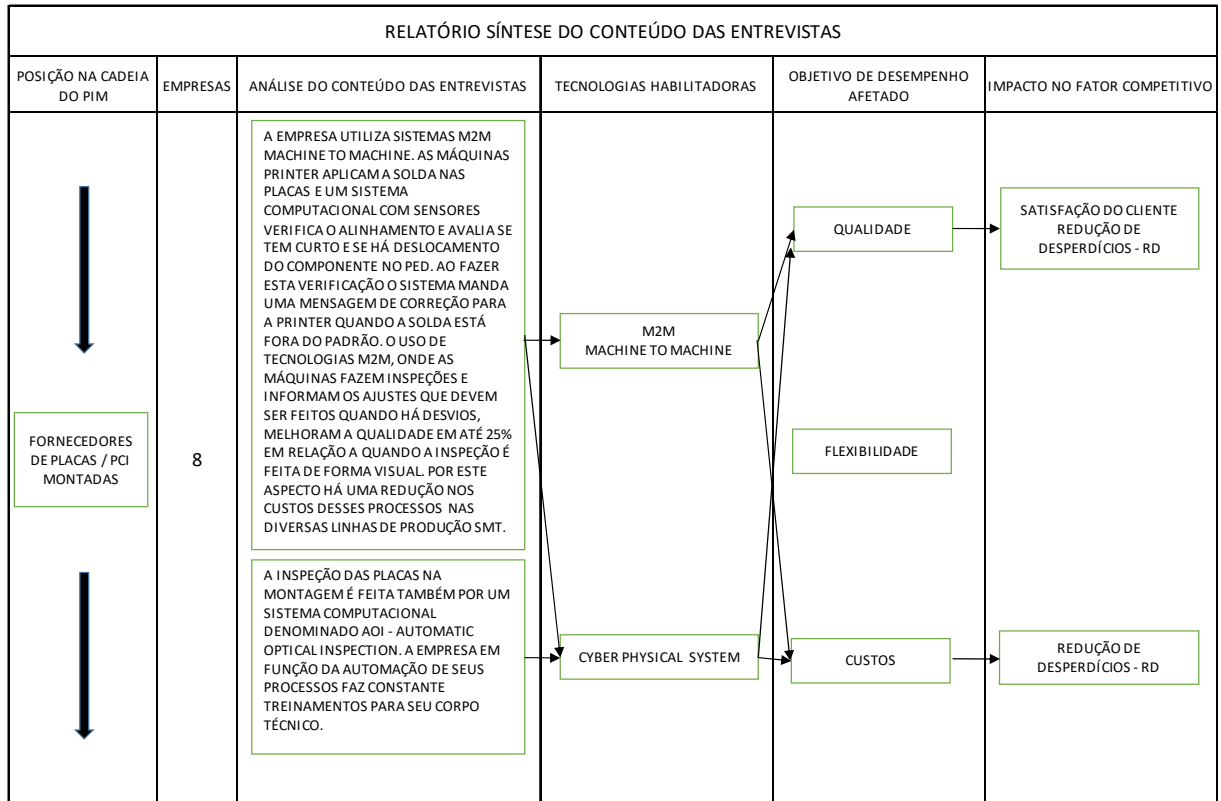 RELATÓRIO SÍNTESE DO CONTEÚDO DAS ENTREVISTAS
POSIÇÃO NA CADEIA
DO PIM
EMPRESAS
ANÁLISE DO CONTEÚDO DAS ENTREVISTAS
TECNOLOGIAS HABILITADORAS
OBJETIVO DE DESEMPENHO
AFETADO
IMPACTO NO FATOR COMPETITIVO
FORNECEDORES
DE PLACAS / PCI
MONTADAS
8
A EMPRESA UTILIZA SISTEMAS M2M
MACHINE TO MACHINE. AS MÁQUINAS
PRINTER APLICAM A SOLDA NAS
PLACAS E UM SISTEMA
COMPUTACIONAL COM SENSORES
VERIFICA O ALINHAMENTO E AVALIA SE
TEM CURTO E SE HÁ DESLOCAMENTO
DO COMPONENTE NO PED. AO FAZER
ESTA VERIFICAÇÃO O SISTEMA MANDA
UMA MENSAGEM DE CORREÇÃO PARA
A PRINTER QUANDO A SOLDA ESTÁ
FORA DO PADRÃO. O USO DE
TECNOLOGIAS M2M, ONDE AS
MÁQUINAS FAZEM INSPEÇÕES E
INFORMAM OS AJUSTES QUE DEVEM
SER FEITOS QUANDO HÁ DESVIOS,
MELHORAM A QUALIDADE EM ATÉ 25%
EM RELAÇÃO A QUANDO A INSPEÇÃO É
FEITA DE FORMA VISUAL. POR ESTE
ASPECTO HÁ UMA REDUÇÃO NOS
CUSTOS DESSES PROCESSOS NAS
DIVERSAS LINHAS DE PRODUÇÃO SMT.
A INSPEÇÃO DAS PLACAS NA
MONTAGEM É FEITA TAMBÉM POR UM
SISTEMA COMPUTACIONAL
DENOMINADO AOI - AUTOMATIC
OPTICAL INSPECTION. A EMPRESA EM
FUNÇÃO DA AUTOMAÇÃO DE SEUS
PROCESSOS FAZ CONSTANTE
TREINAMENTOS PARA SEU CORPO
TÉCNICO.
M2M
MACHINE TO MACHINE
CYBER PHYSICAL SYSTEM
QUALIDADE
FLEXIBILIDADE
CUSTOS
SATISFAÇÃO DO CLIENTE
REDUÇÃO DE
DESPERDÍCIOS - RD
REDUÇÃO DE
DESPERDÍCIOS - RD